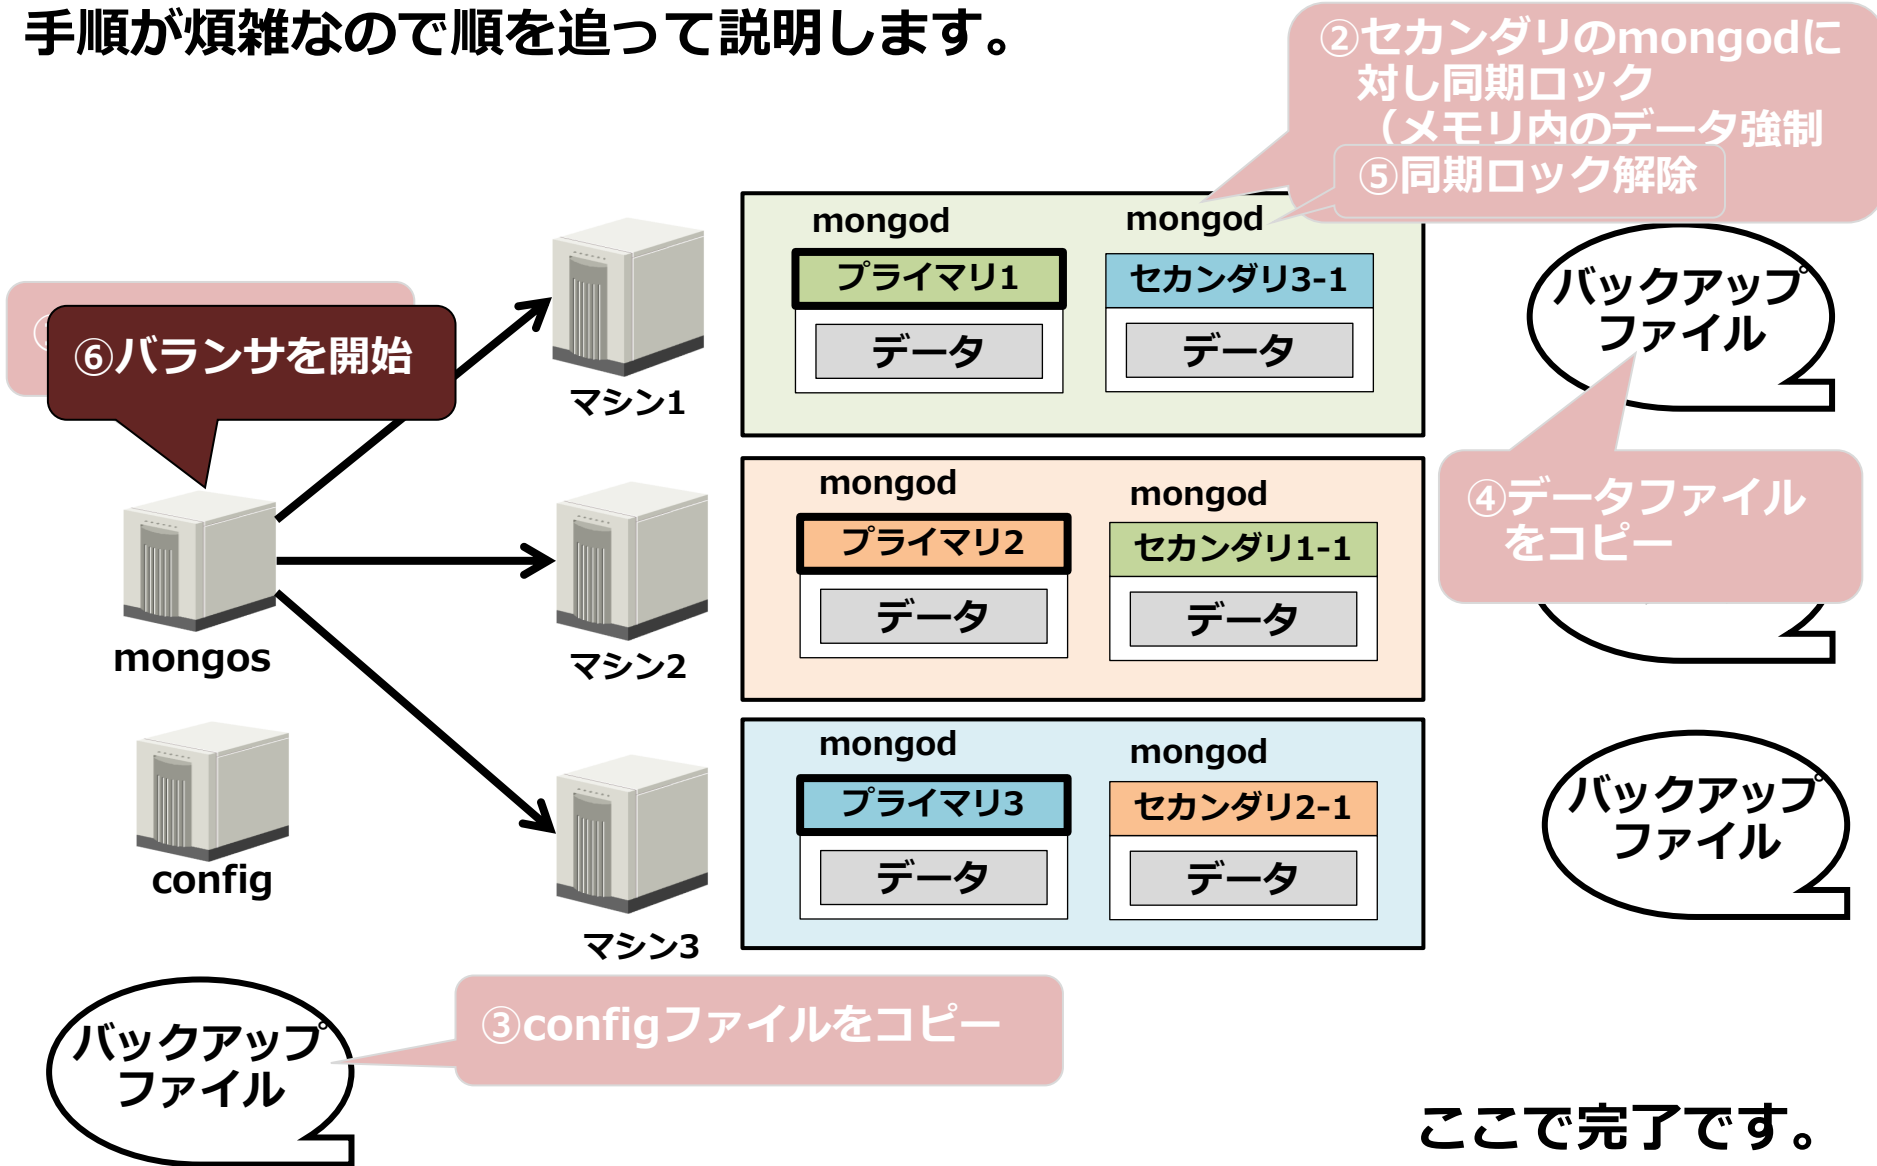 手順が煩雑なので順を追って説明します。
②セカンダリのmongodに
対し同期ロック
（メモリ内のデータ強制
⑤同期ロック解除
mongod
mongod
プライマリ1
セカンダリ3-1
データ
データ
マシン1
バックアップ
ファイル
⑥バランサを開始
mongod
mongod
プライマリ2
セカンダリ1-1
データ
データ
マシン2
④データファイル
をコピー
mongos
mongod
mongod
プライマリ3
セカンダリ2-1
データ
データ
マシン3
バックアップ
ファイル
config
③configファイルをコピー
バックアップ
ファイル
ここで完了です。